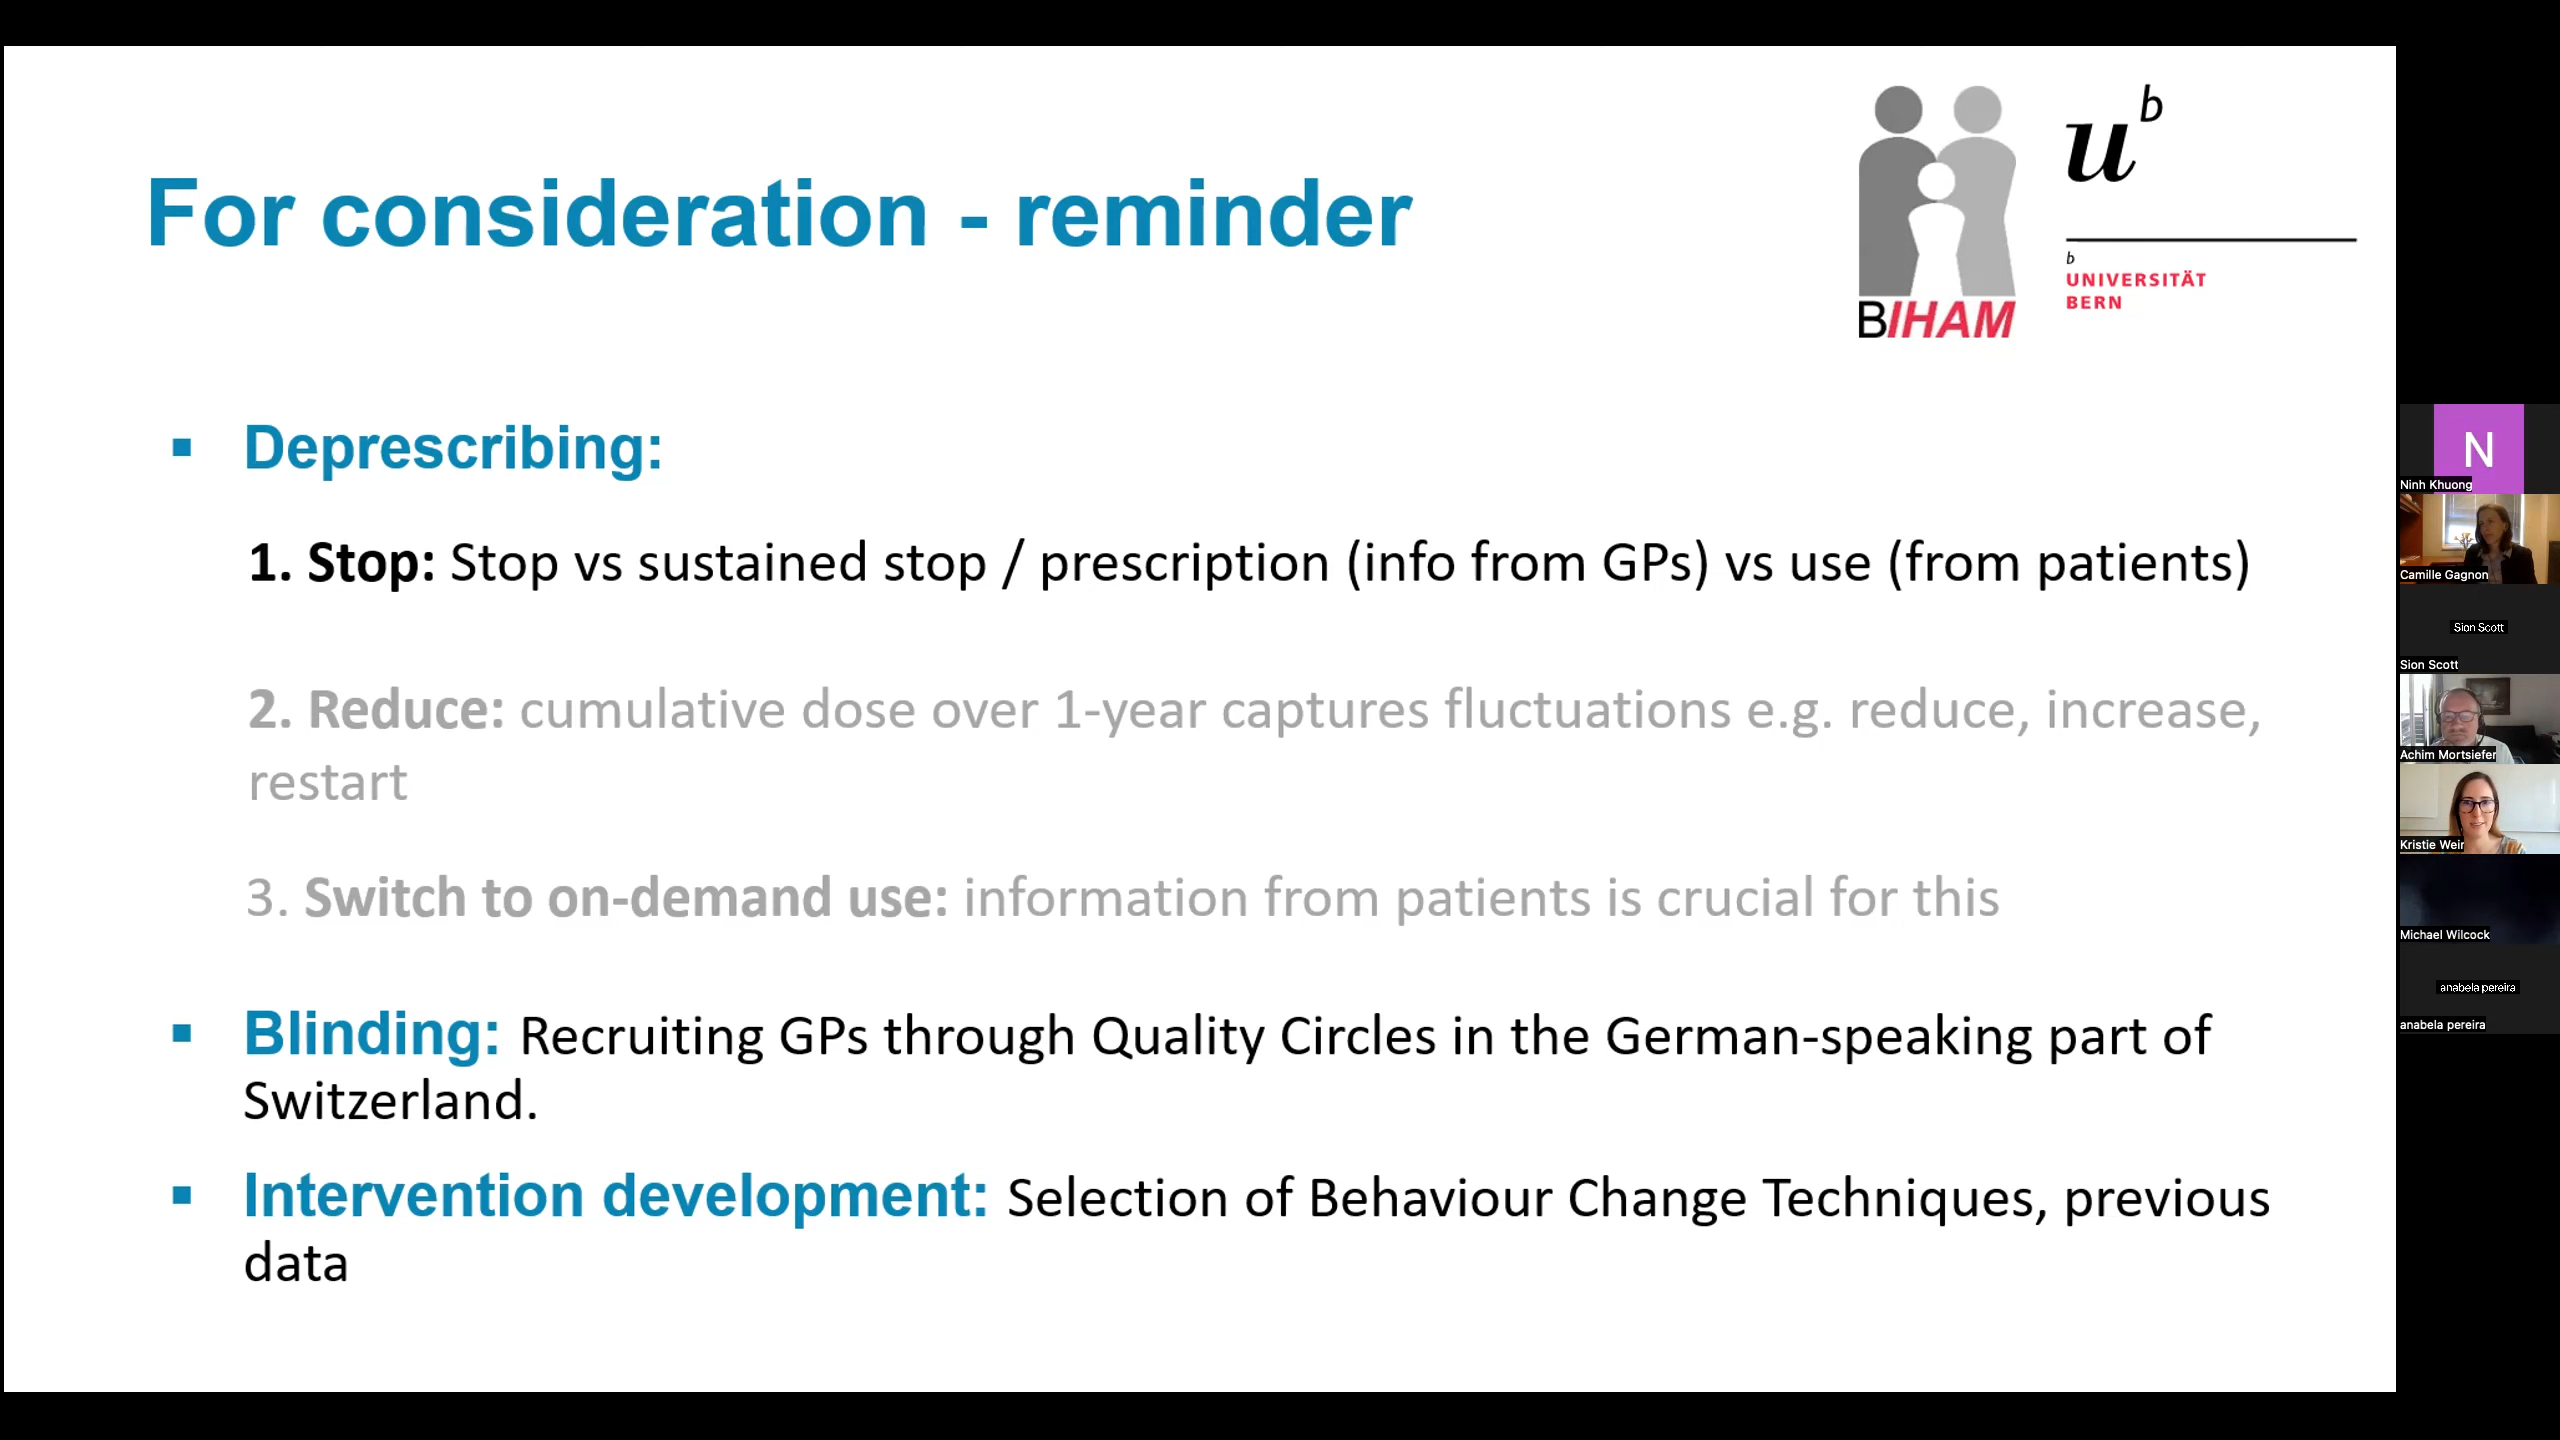 For consideration - reminder
u b
b
UNIVERSITÄT
BERN
BIHAM
▪ Deprescribing:
1. Stop: Stop vs sustained stop / prescription (info from GPs) vs use (from patients)
2. Reduce: cumulative dose over 1-year captures fluctuations e.g. reduce, increase,
restart
3. Switch to on-demand use: information from patients is crucial for this
▪ Blinding: Recruiting GPs through Quality Circles in the German-speaking part of
Switzerland.
▪ Intervention development: Selection of Behaviour Change Techniques, previous
data
N
Ninh Khuong
Camille Gagnon
Sion Scott
Sion Scott
Achim Mortsiefer
Kristie Weir
Michael Wilcock
anabela pereira
anabela pereira